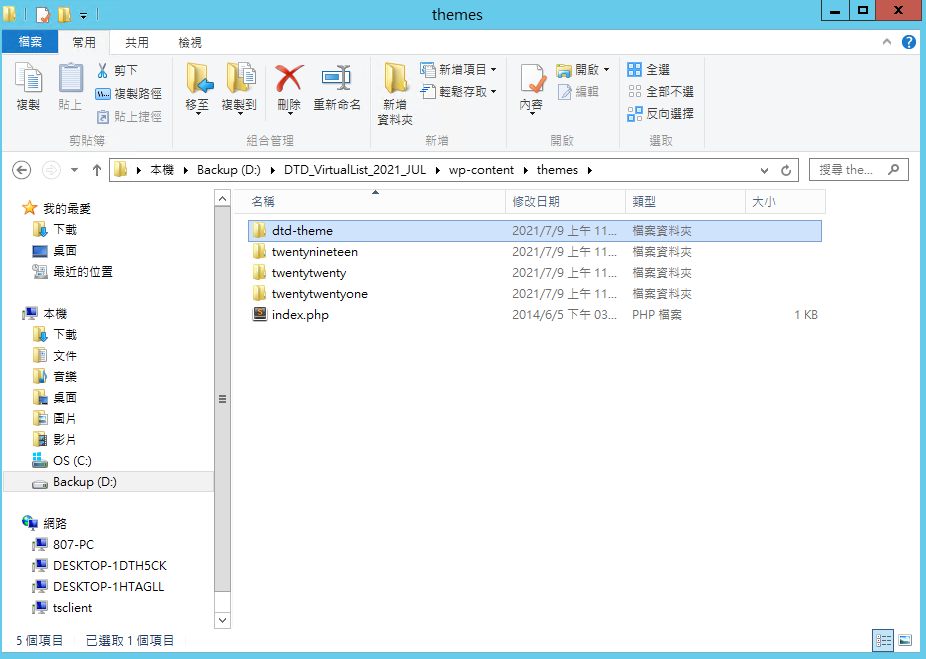 themes
檔案 常用 共用 檢視
複製 貼上 剪下 複製路徑 貼上捷徑
剪貼簿
移至 複製到 刪除 重新命名
組合管理
新增資料夾 新增項目 輕鬆存取
新增
內容 開啟 編輯
開啟
全選 全部不選 反向選擇
選取
本機 Backup (D:) DTD_VirtualList_2021_JUL wp-content themes
搜尋 the...
我的最愛
下載
桌面
最近的位置
本機
下載
文件
音樂
桌面
圖片
影片
OS (C:)
Backup (D:)
網路
807-PC
DESKTOP-1DTH5CK
DESKTOP-1HTAGLL
tsclient
名稱 修改日期 類型 大小
dtd-theme 2021/7/9 上午 11... 檔案資料夾
twentynineteen 2021/7/9 上午 11... 檔案資料夾
twentytwenty 2021/7/9 上午 11... 檔案資料夾
twentytwentyone 2021/7/9 上午 11... 檔案資料夾
index.php 2014/6/5 下午 03... PHP 檔案 1 KB
5 個項目 已選取 1 個項目